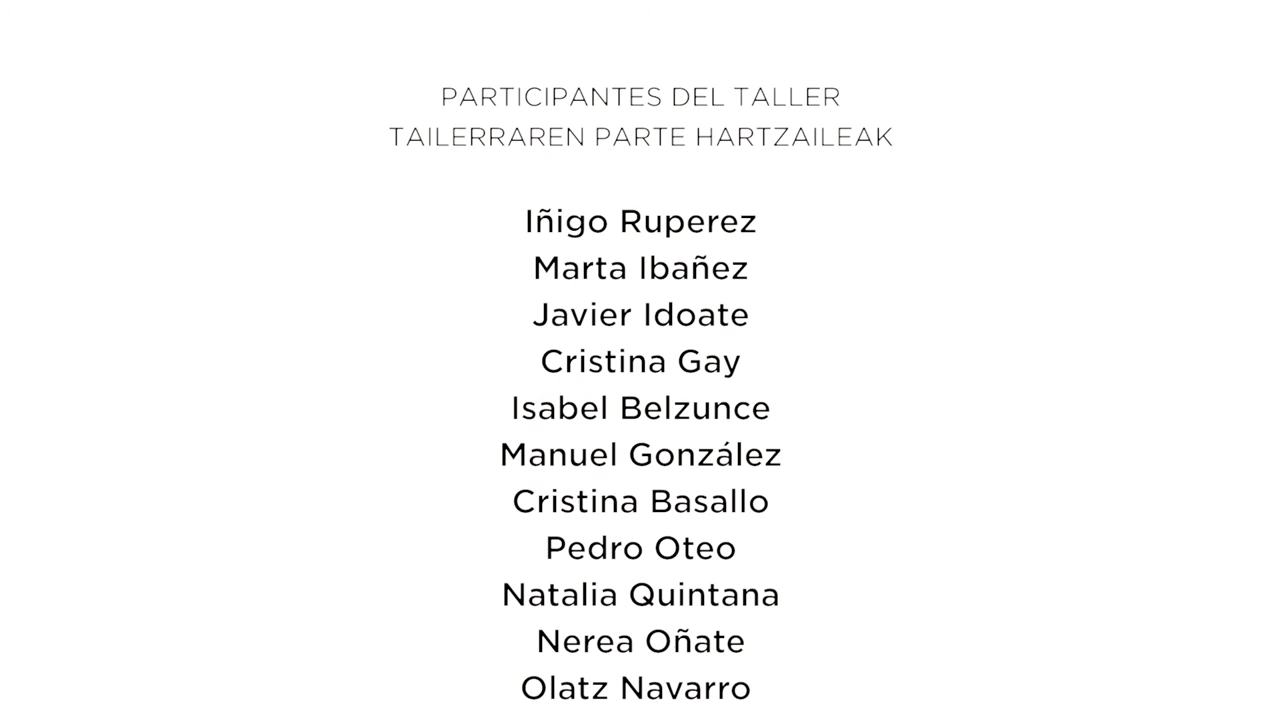 PARTICIPANTES DEL TALLER
TAILERRAREN PARTE HARTZAILEAK
Iñigo Ruperez
Marta Ibañez
Javier Idoate
Cristina Gay
Isabel Belzunce
Manuel González
Cristina Basallo
Pedro Oteo
Natalia Quintana
Nerea Oñate
Olatz Navarro